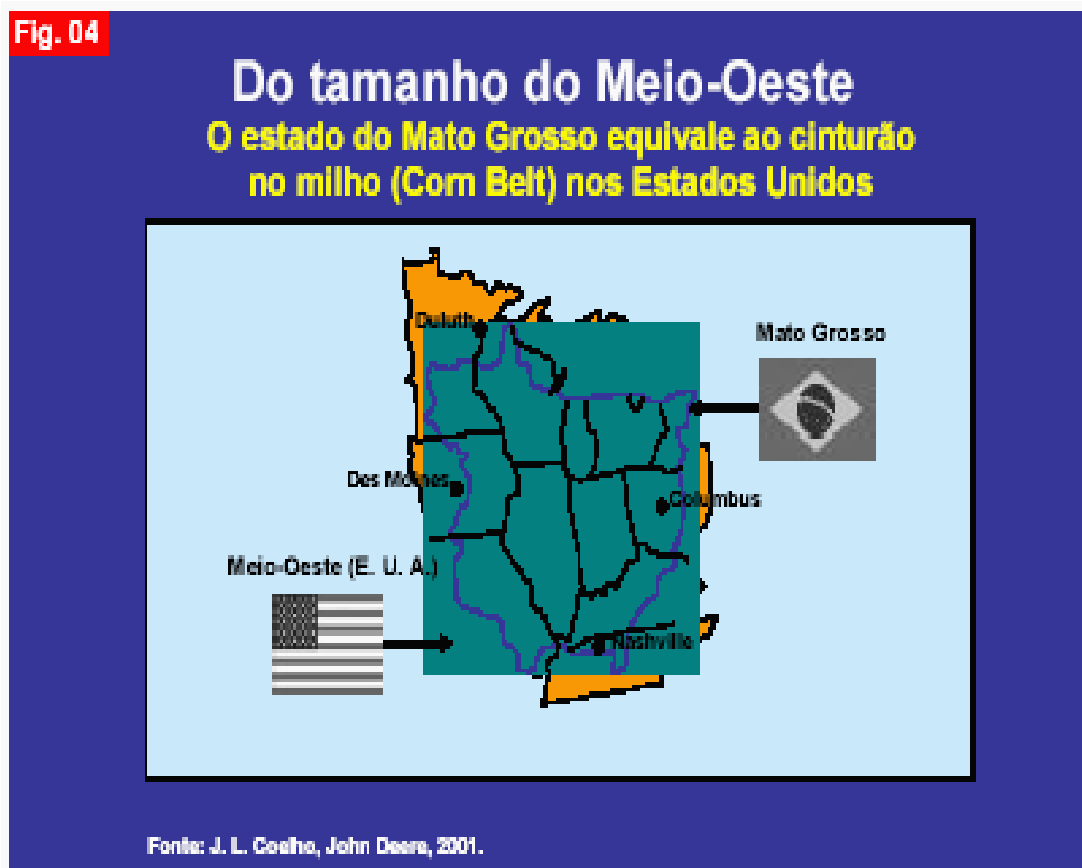 Fig. 04
Do tamanho do Meio-Oeste
O estado do Mato Grosso equivale ao cinturão
no milho (Corn Belt) nos Estados Unidos
Duluth
Mato Grosso
Des Moines
Columbus
Meio-Oeste (E. U. A.)
Nashville
Fonte: J. L. Coelho, John Deere, 2001.